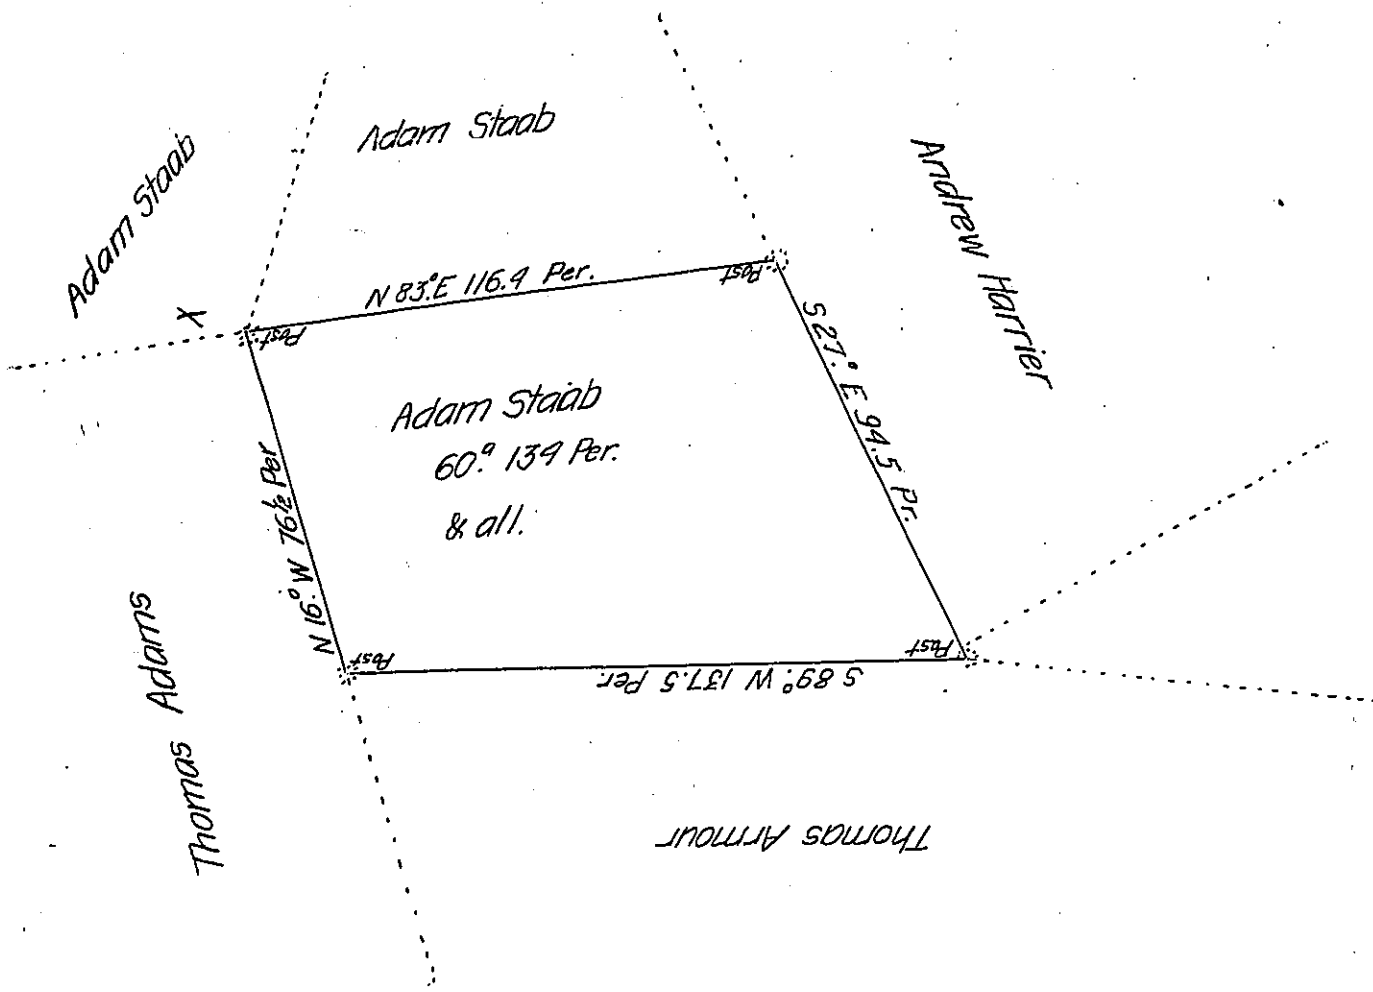 Adam Staab
Adam Staab
Andrew Harrier
X
N 83.° E 116.4 Per.
Post
Post
S 27.° E 94.5 Pr.
Adam Staab
60.ª 134 Per.
& all.
N 16.° W 76½ Per
Post
Post
S 89.° W 137.5 Per.
Thomas Adams
Thomas Armour